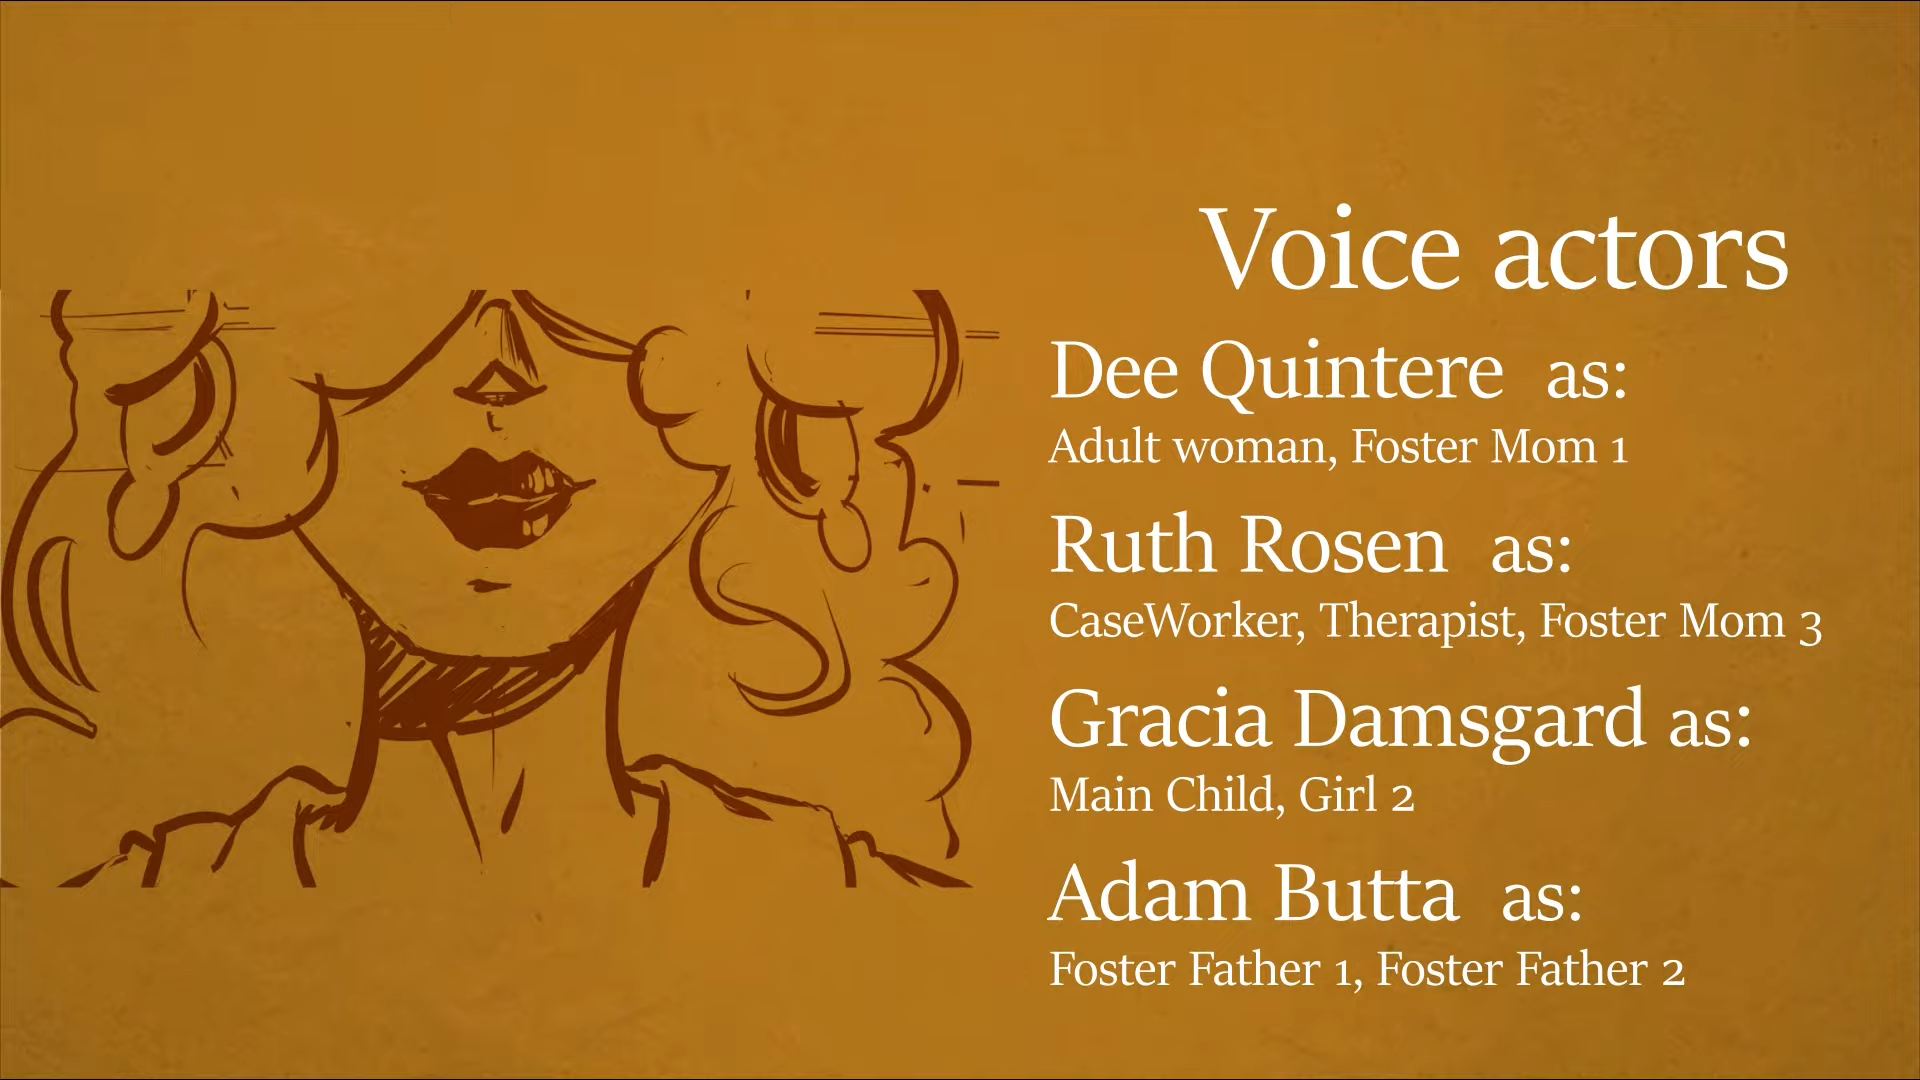 Voice actors
Dee Quintere as:
Adult woman, Foster Mom 1
Ruth Rosen as:
CaseWorker, Therapist, Foster Mom 3
Gracia Damsgard as:
Main Child, Girl 2
Adam Butta as:
Foster Father 1, Foster Father 2